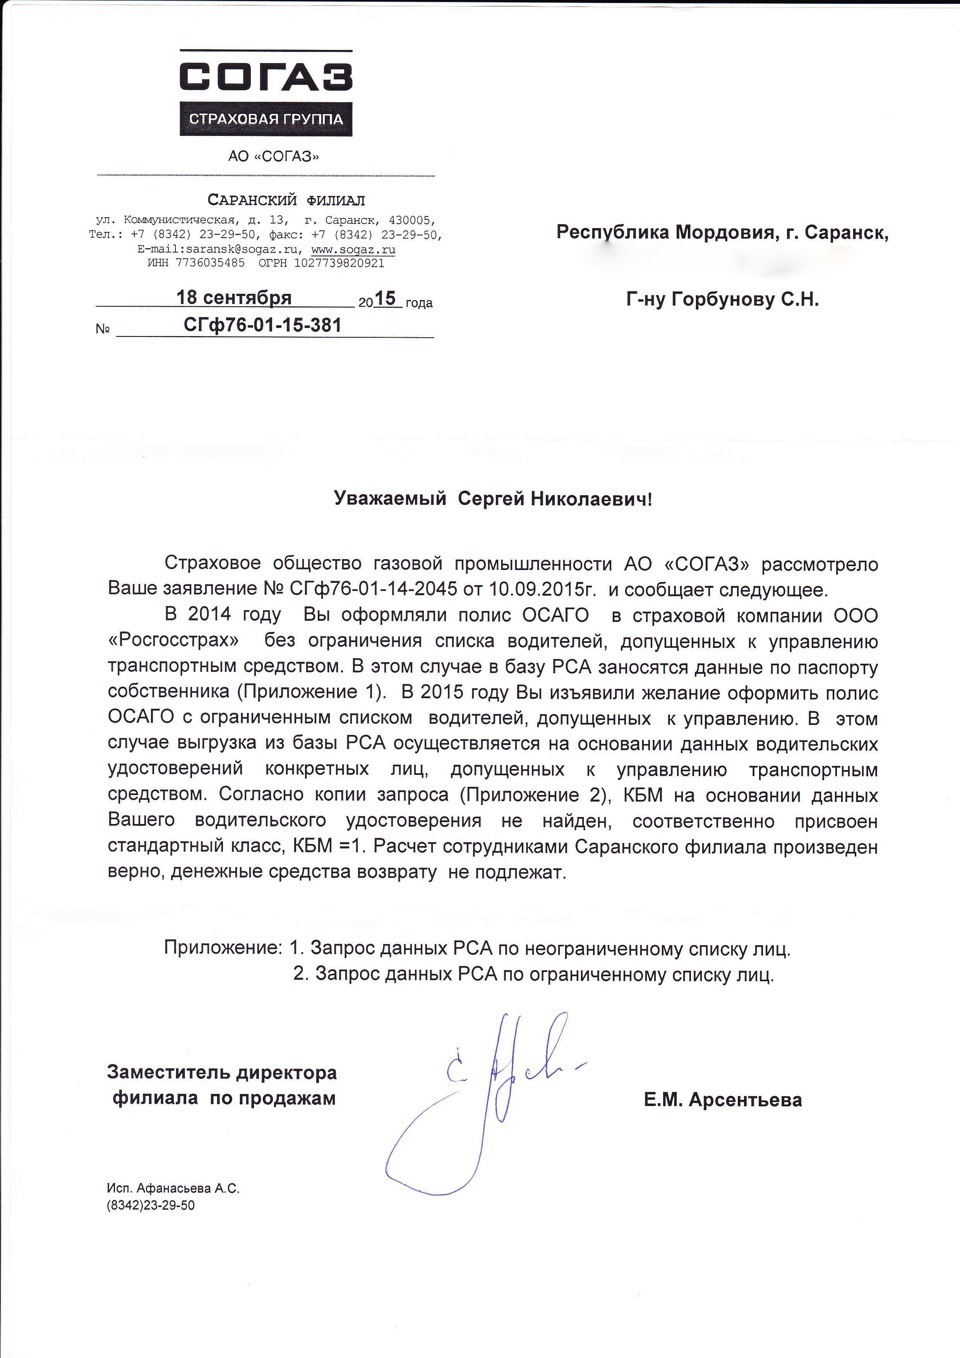 СОГАЗ
СТРАХОВАЯ ГРУППА
АО «СОГАЗ»
САРАНСКИЙ ФИЛИАЛ
ул. Коммунистическая, д. 13, г. Саранск, 430005,
Тел.: +7 (8342) 23-29-50, факс: +7 (8342) 23-29-50,
E-mail:saransk@sogaz.ru, www.sogaz.ru
ИНН 7736035485 ОГРН 1027739820921
18 сентября 2015 года
№ СГф76-01-15-381
Республика Мордовия, г. Саранск,
Г-ну Горбунову С.Н.
Уважаемый Сергей Николаевич!
Страховое общество газовой промышленности АО «СОГАЗ» рассмотрело
Ваше заявление № СГф76-01-14-2045 от 10.09.2015г. и сообщает следующее.
В 2014 году Вы оформляли полис ОСАГО в страховой компании ООО
«Росгосстрах» без ограничения списка водителей, допущенных к управлению
транспортным средством. В этом случае в базу РСА заносятся данные по паспорту
собственника (Приложение 1). В 2015 году Вы изъявили желание оформить полис
ОСАГО с ограниченным списком водителей, допущенных к управлению. В этом
случае выгрузка из базы РСА осуществляется на основании данных водительских
удостоверений конкретных лиц, допущенных к управлению транспортным
средством. Согласно копии запроса (Приложение 2), КБМ на основании данных
Вашего водительского удостоверения не найден, соответственно присвоен
стандартный класс, КБМ =1. Расчет сотрудниками Саранского филиала произведен
верно, денежные средства возврату не подлежат.
Приложение: 1. Запрос данных РСА по неограниченному списку лиц.
2. Запрос данных РСА по ограниченному списку лиц.
Заместитель директора
филиала по продажам
Е.М. Арсентьева
Исп. Афанасьева А.С.
(8342)23-29-50